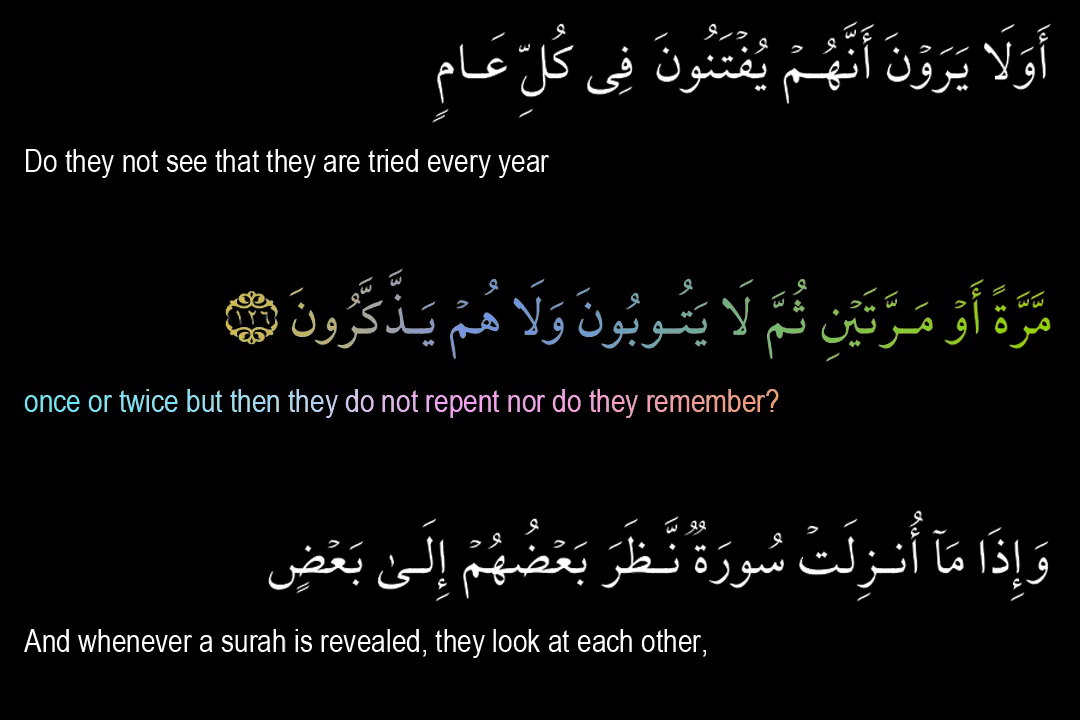 أَوَلَا يَرَوْنَ أَنَّهُمْ يُفْتَنُونَ فِى كُلِّ عَامٍ
Do they not see that they are tried every year
مَّرَّةً أَوْ مَرَّتَيْنِ ثُمَّ لَا يَتُوبُونَ وَلَا هُمْ يَذَّكَّرُونَ ١٢٦
once or twice but then they do not repent nor do they remember?
وَإِذَا مَآ أُنزِلَتْ سُورَةٌ نَّظَرَ بَعْضُهُمْ إِلَىٰ بَعْضٍ
And whenever a surah is revealed, they look at each other,